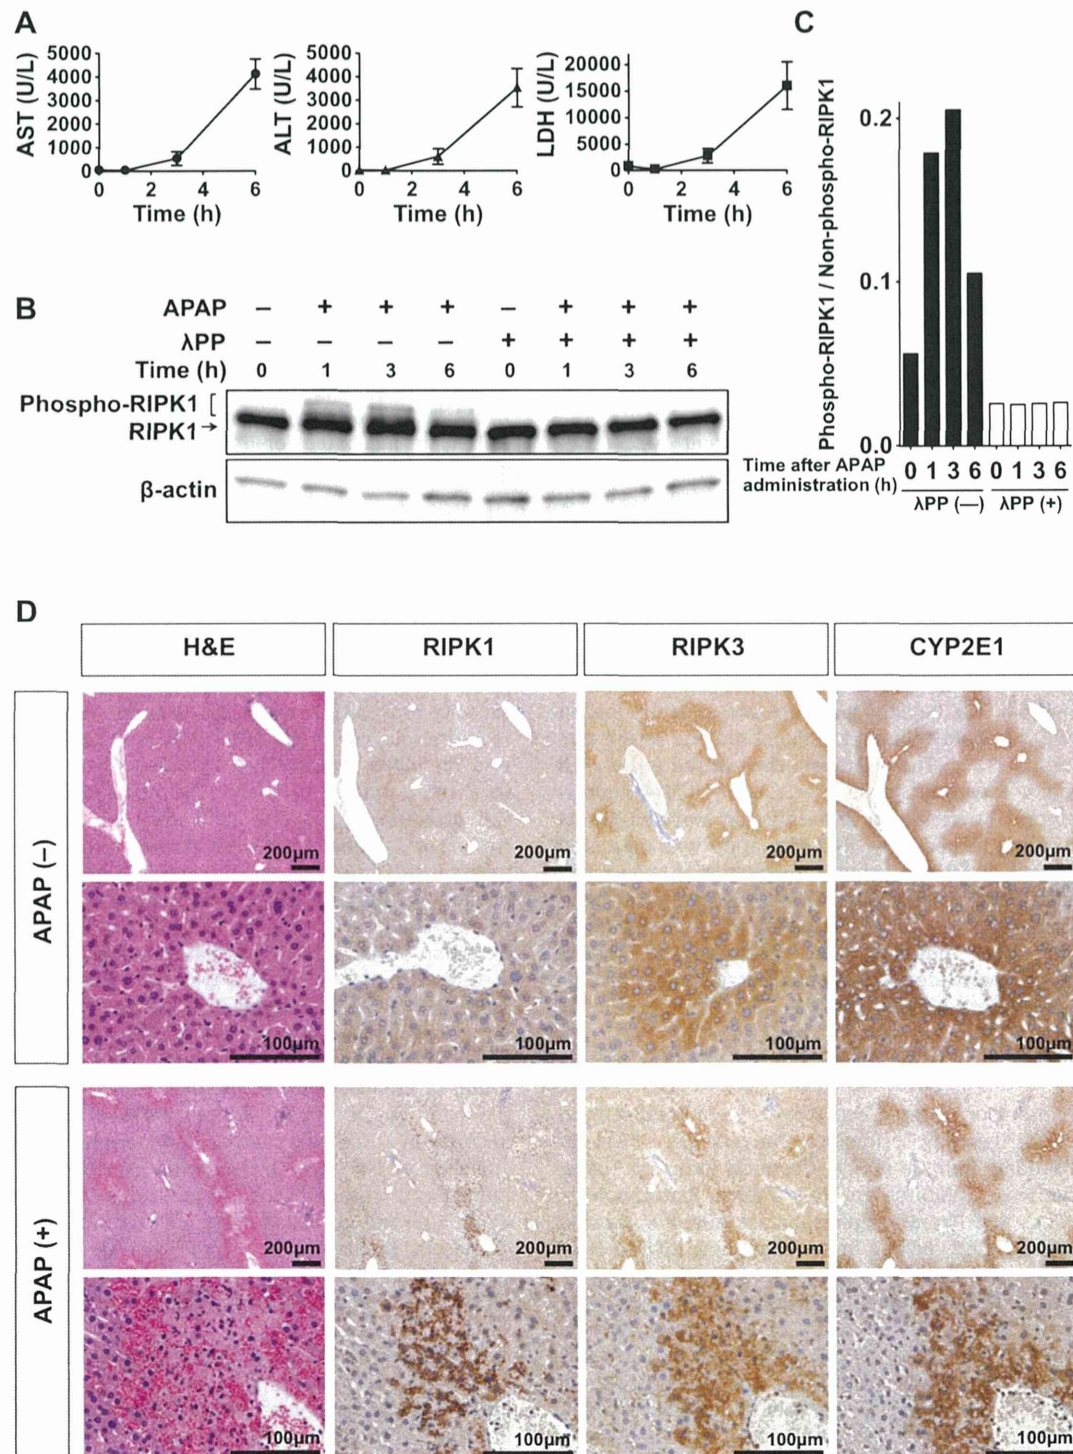 A
AST (U/L)
5000
4000
3000
2000
1000
0
0 2 4 6
Time (h)
ALT (U/L)
5000
4000
3000
2000
1000
0
0 2 4 6
Time (h)
LDH (U/L)
20000
15000
10000
5000
0
0 2 4 6
Time (h)
B
APAP – + + + – + + +
λPP – – – – + + + +
Time (h) 0 1 3 6 0 1 3 6
Phospho-RIPK1 [
RIPK1→
β-actin
C
Phospho-RIPK1 / Non-phospho-RIPK1
0.2
0.1
0.0
Time after APAP
administration (h)
0 1 3 6 0 1 3 6
λPP (—) λPP (+)
D
H&E RIPK1 RIPK3 CYP2E1
APAP (–)
200μm 200μm 200μm 200μm
100μm 100μm 100μm 100μm
APAP (+)
200μm 200μm 200μm 200μm
100μm 100μm 100μm 100μm